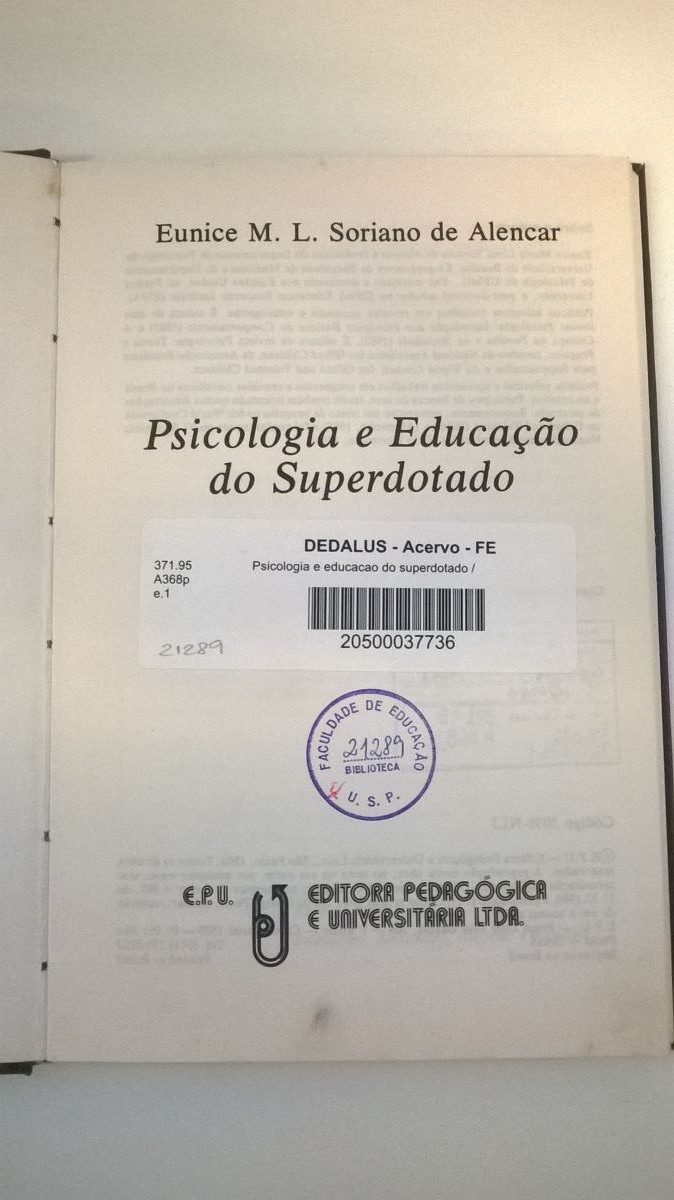 Eunice M. L. Soriano de Alencar
Psicologia e Educação
do Superdotado
DEDALUS - Acervo - FE
371.95
A368p
e.1
Psicologia e educacao do superdotado /
20500037736
21289
FACULDADE DE EDUCAÇÃO
21289
BIBLIOTECA
U. S. P.
E.P.U.
EDITORA PEDAGÓGICA
E UNIVERSITÁRIA LTDA.